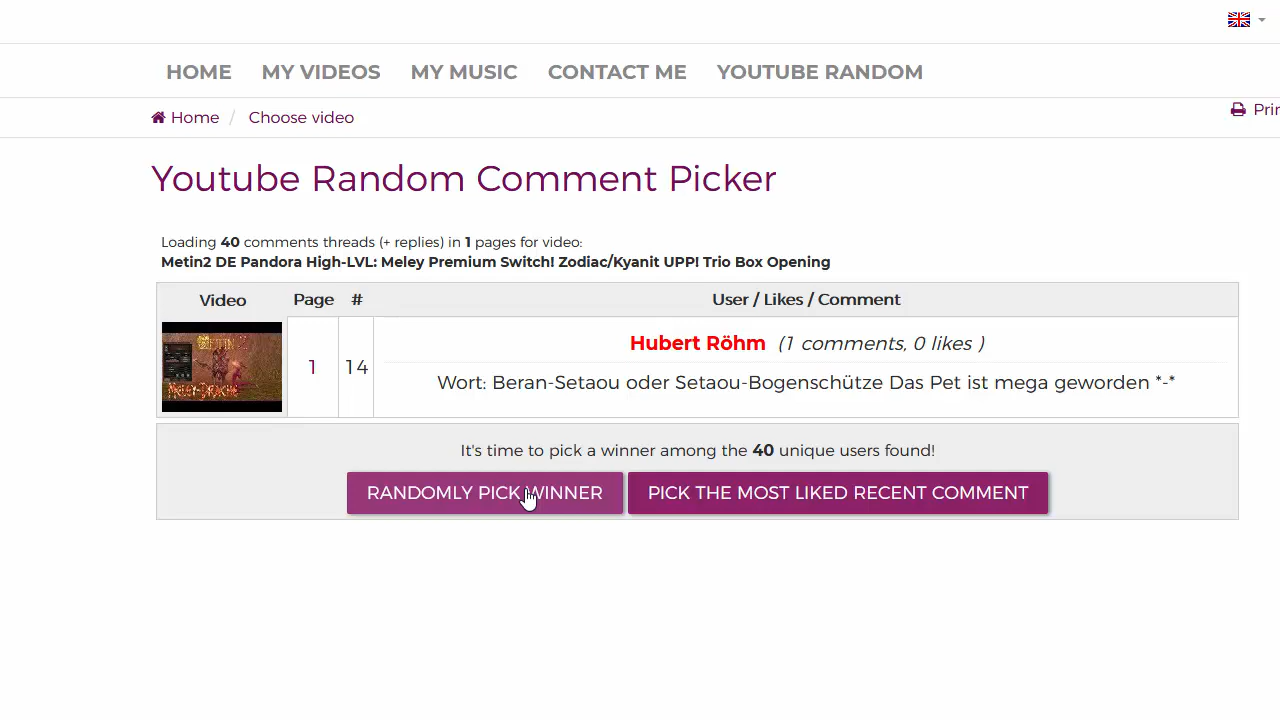 HOME MY VIDEOS MY MUSIC CONTACT ME YOUTUBE RANDOM
Home / Choose video
Youtube Random Comment Picker
Loading 40 comments threads (+ replies) in 1 pages for video:
Metin2 DE Pandora High-LVL: Meley Premium Switch! Zodiac/Kyanit UPP! Trio Box Opening
Video Page # User / Likes / Comment
1 14 Hubert Röhm (1 comments, 0 likes )
Wort: Beran-Setaou oder Setaou-Bogenschütze Das Pet ist mega geworden *-*
It's time to pick a winner among the 40 unique users found!
RANDOMLY PICK WINNER PICK THE MOST LIKED RECENT COMMENT